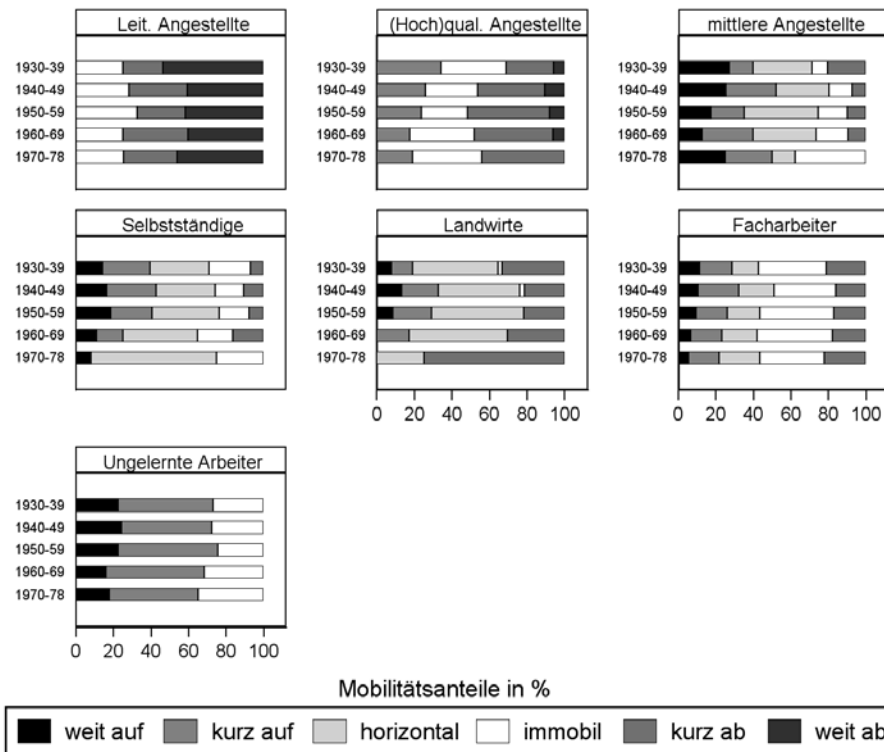 Leit. Angestellte
1930-39
1940-49
1950-59
1960-69
1970-78
(Hoch)qual. Angestellte
1930-39
1940-49
1950-59
1960-69
1970-78
mittlere Angestellte
1930-39
1940-49
1950-59
1960-69
1970-78
Selbstständige
1930-39
1940-49
1950-59
1960-69
1970-78
Landwirte
1930-39
1940-49
1950-59
1960-69
1970-78
0 20 40 60 80 100
Facharbeiter
1930-39
1940-49
1950-59
1960-69
1970-78
0 20 40 60 80 100
Ungelernte Arbeiter
1930-39
1940-49
1950-59
1960-69
1970-78
0 20 40 60 80 100
Mobilitätsanteile in %
weit auf kurz auf horizontal immobil kurz ab weit ab